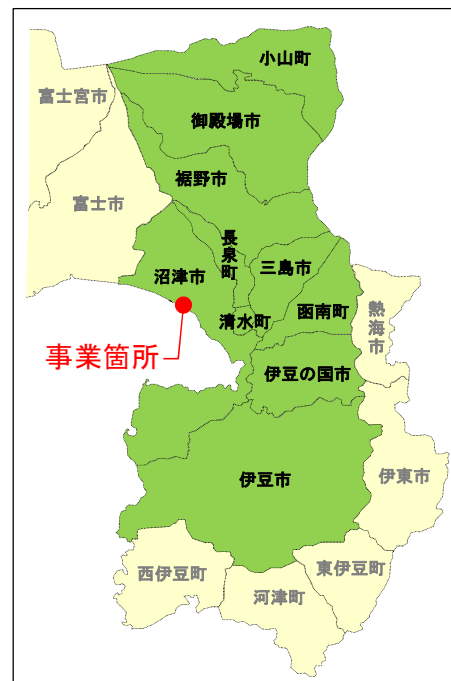 小山町
富士宮市
御殿場市
裾野市
富士市
長泉町
三島市
沼津市
函南町
熱海市
清水町
事業箇所
伊豆の国市
伊豆市
伊東市
東伊豆町
西伊豆町
河津町